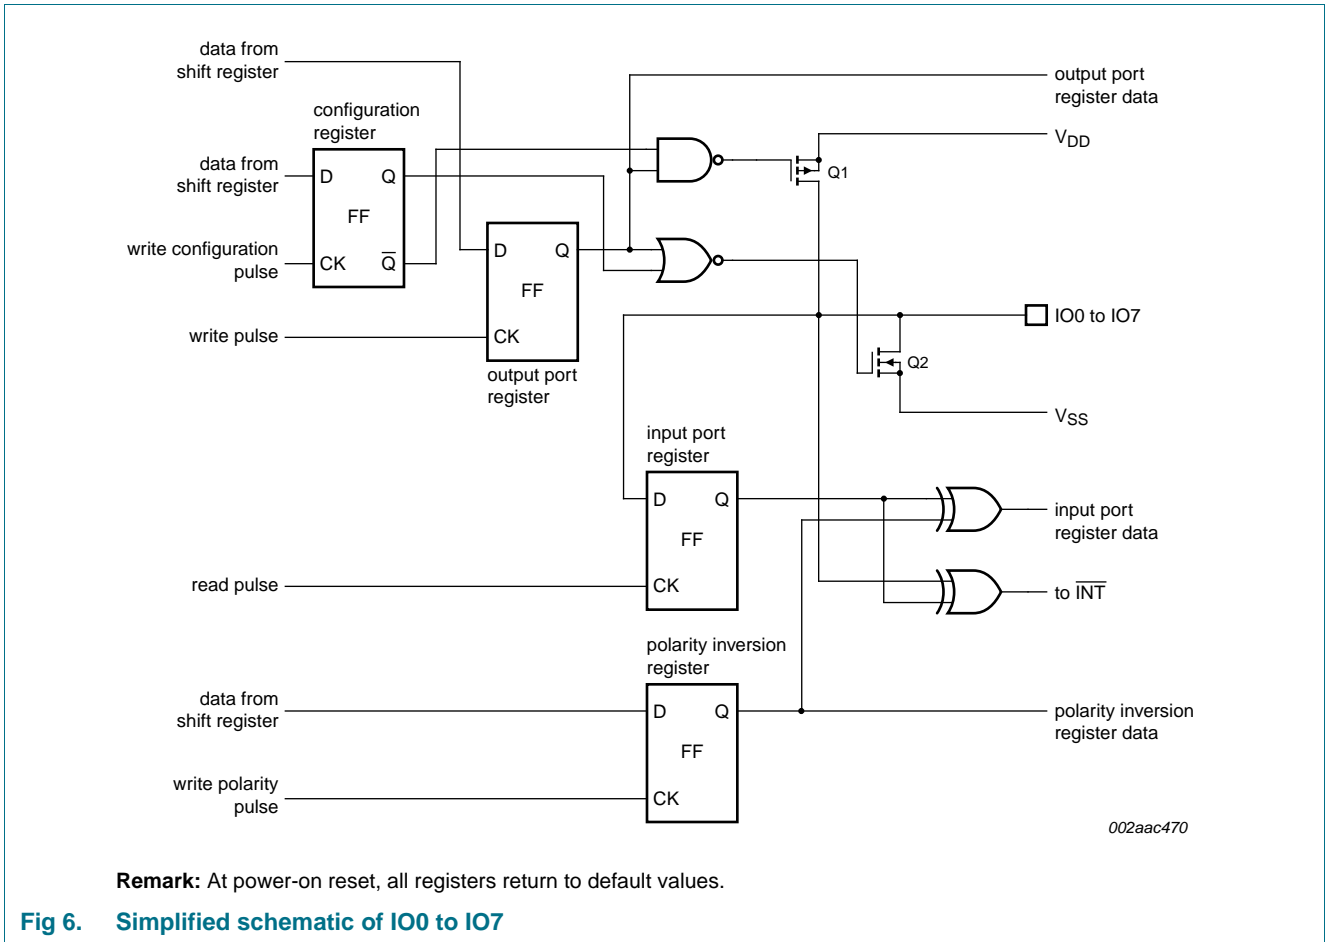 data from
shift register
output port
register data
configuration
register
VDD
data from
shift register
D
Q
Q1
FF
write configuration
pulse
CK
Q̅
D
Q
FF
IO0 to IO7
write pulse
CK
Q2
output port
register
VSS
input port
register
D
Q
input port
register data
FF
read pulse
CK
to I̅N̅T̅
polarity inversion
register
data from
shift register
D
Q
polarity inversion
register data
FF
write polarity
pulse
CK
002aac470
Remark: At power-on reset, all registers return to default values.
Fig 6. Simplified schematic of IO0 to IO7